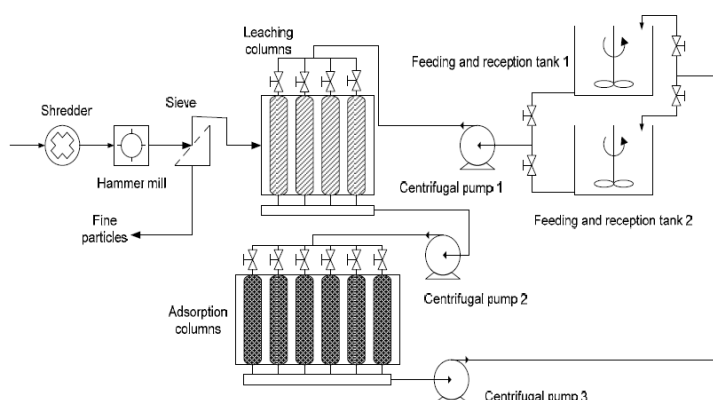 Leaching
columns
Feeding and reception tank 1
Sieve
Shredder
Hammer mill
Centrifugal pump 1
Fine
particles
Feeding and reception tank 2
Centrifugal pump 2
Adsorption
columns
Centrifugal pump 3